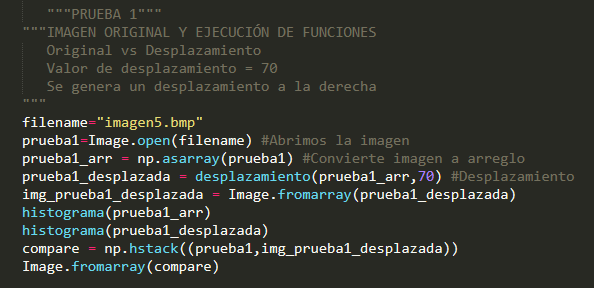 """PRUEBA 1"""
"""IMAGEN ORIGINAL Y EJECUCIÓN DE FUNCIONES
Original vs Desplazamiento
Valor de desplazamiento = 70
Se genera un desplazamiento a la derecha
"""
filename="imagen5.bmp"
prueba1=Image.open(filename) #Abrimos la imagen
prueba1_arr = np.asarray(prueba1) #Convierte imagen a arreglo
prueba1_desplazada = desplazamiento(prueba1_arr,70) #Desplazamiento
img_prueba1_desplazada = Image.fromarray(prueba1_desplazada)
histograma(prueba1_arr)
histograma(prueba1_desplazada)
compare = np.hstack((prueba1,img_prueba1_desplazada))
Image.fromarray(compare)